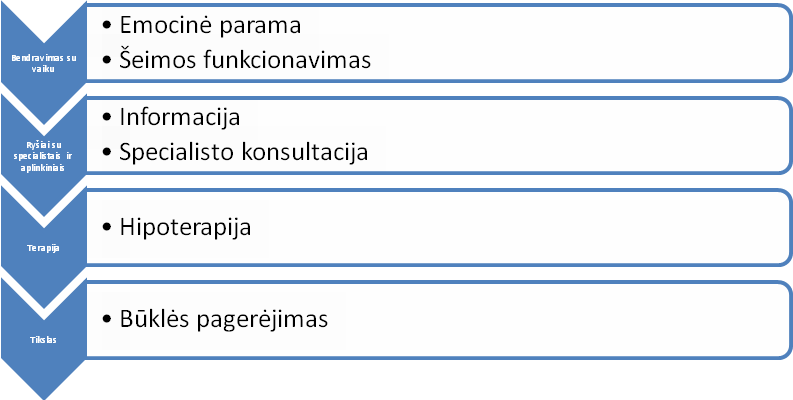 Bendravimas su
vaiku
• Emocinė parama
• Šeimos funkcionavimas
Ryšiai su
specialistais ir
aplinkiniais
• Informacija
• Specialisto konsultacija
Terapija
• Hipoterapija
Tikslas
• Būklės pagerėjimas